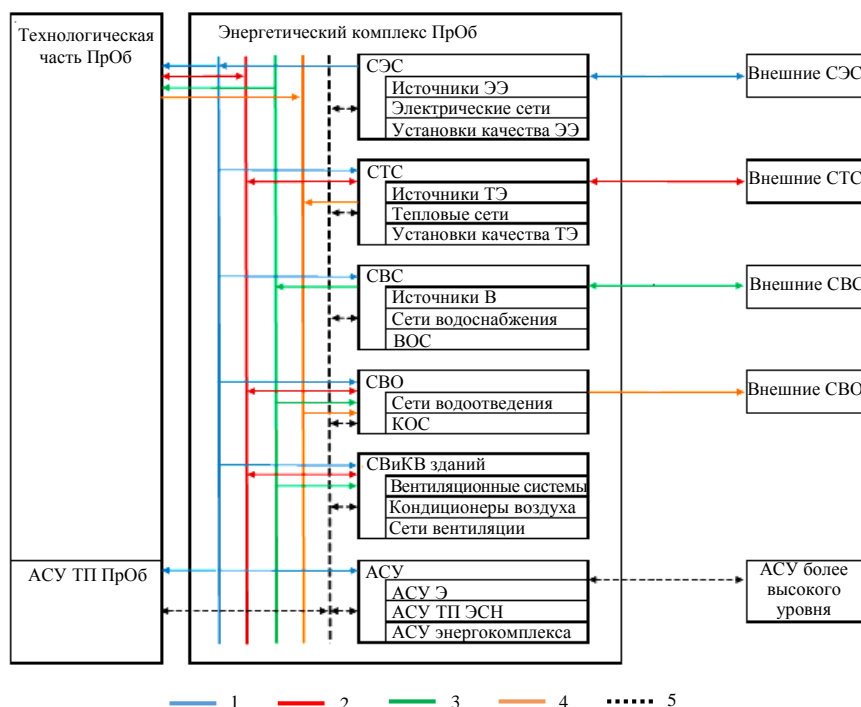 Технологическая
часть ПрОб
Энергетический комплекс ПрОб
СЭС
Источники ЭЭ
Электрические сети
Установки качества ЭЭ
Внешние СЭС
СТС
Источники ТЭ
Тепловые сети
Установки качества ТЭ
Внешние СТС
СВС
Источники В
Сети водоснабжения
ВОС
Внешние СВС
СВО
Сети водоотведения
КОС
Внешние СВО
СВиКВ зданий
Вентиляционные системы
Кондиционеры воздуха
Сети вентиляции
АСУ ТП ПрОб
АСУ
АСУ Э
АСУ ТП ЭСН
АСУ энергокомплекса
АСУ более
высокого
уровня
1 2 3 4 5